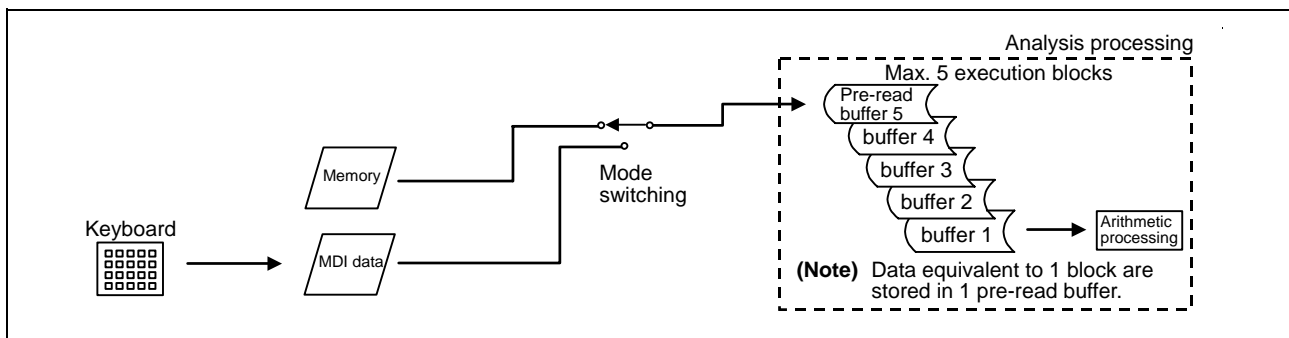 Analysis processing
Max. 5 execution blocks
Pre-read
buffer 5
buffer 4
buffer 3
buffer 2
buffer 1
Arithmetic
processing
Mode
switching
Memory
Keyboard
MDI data
(Note) Data equivalent to 1 block are
stored in 1 pre-read buffer.